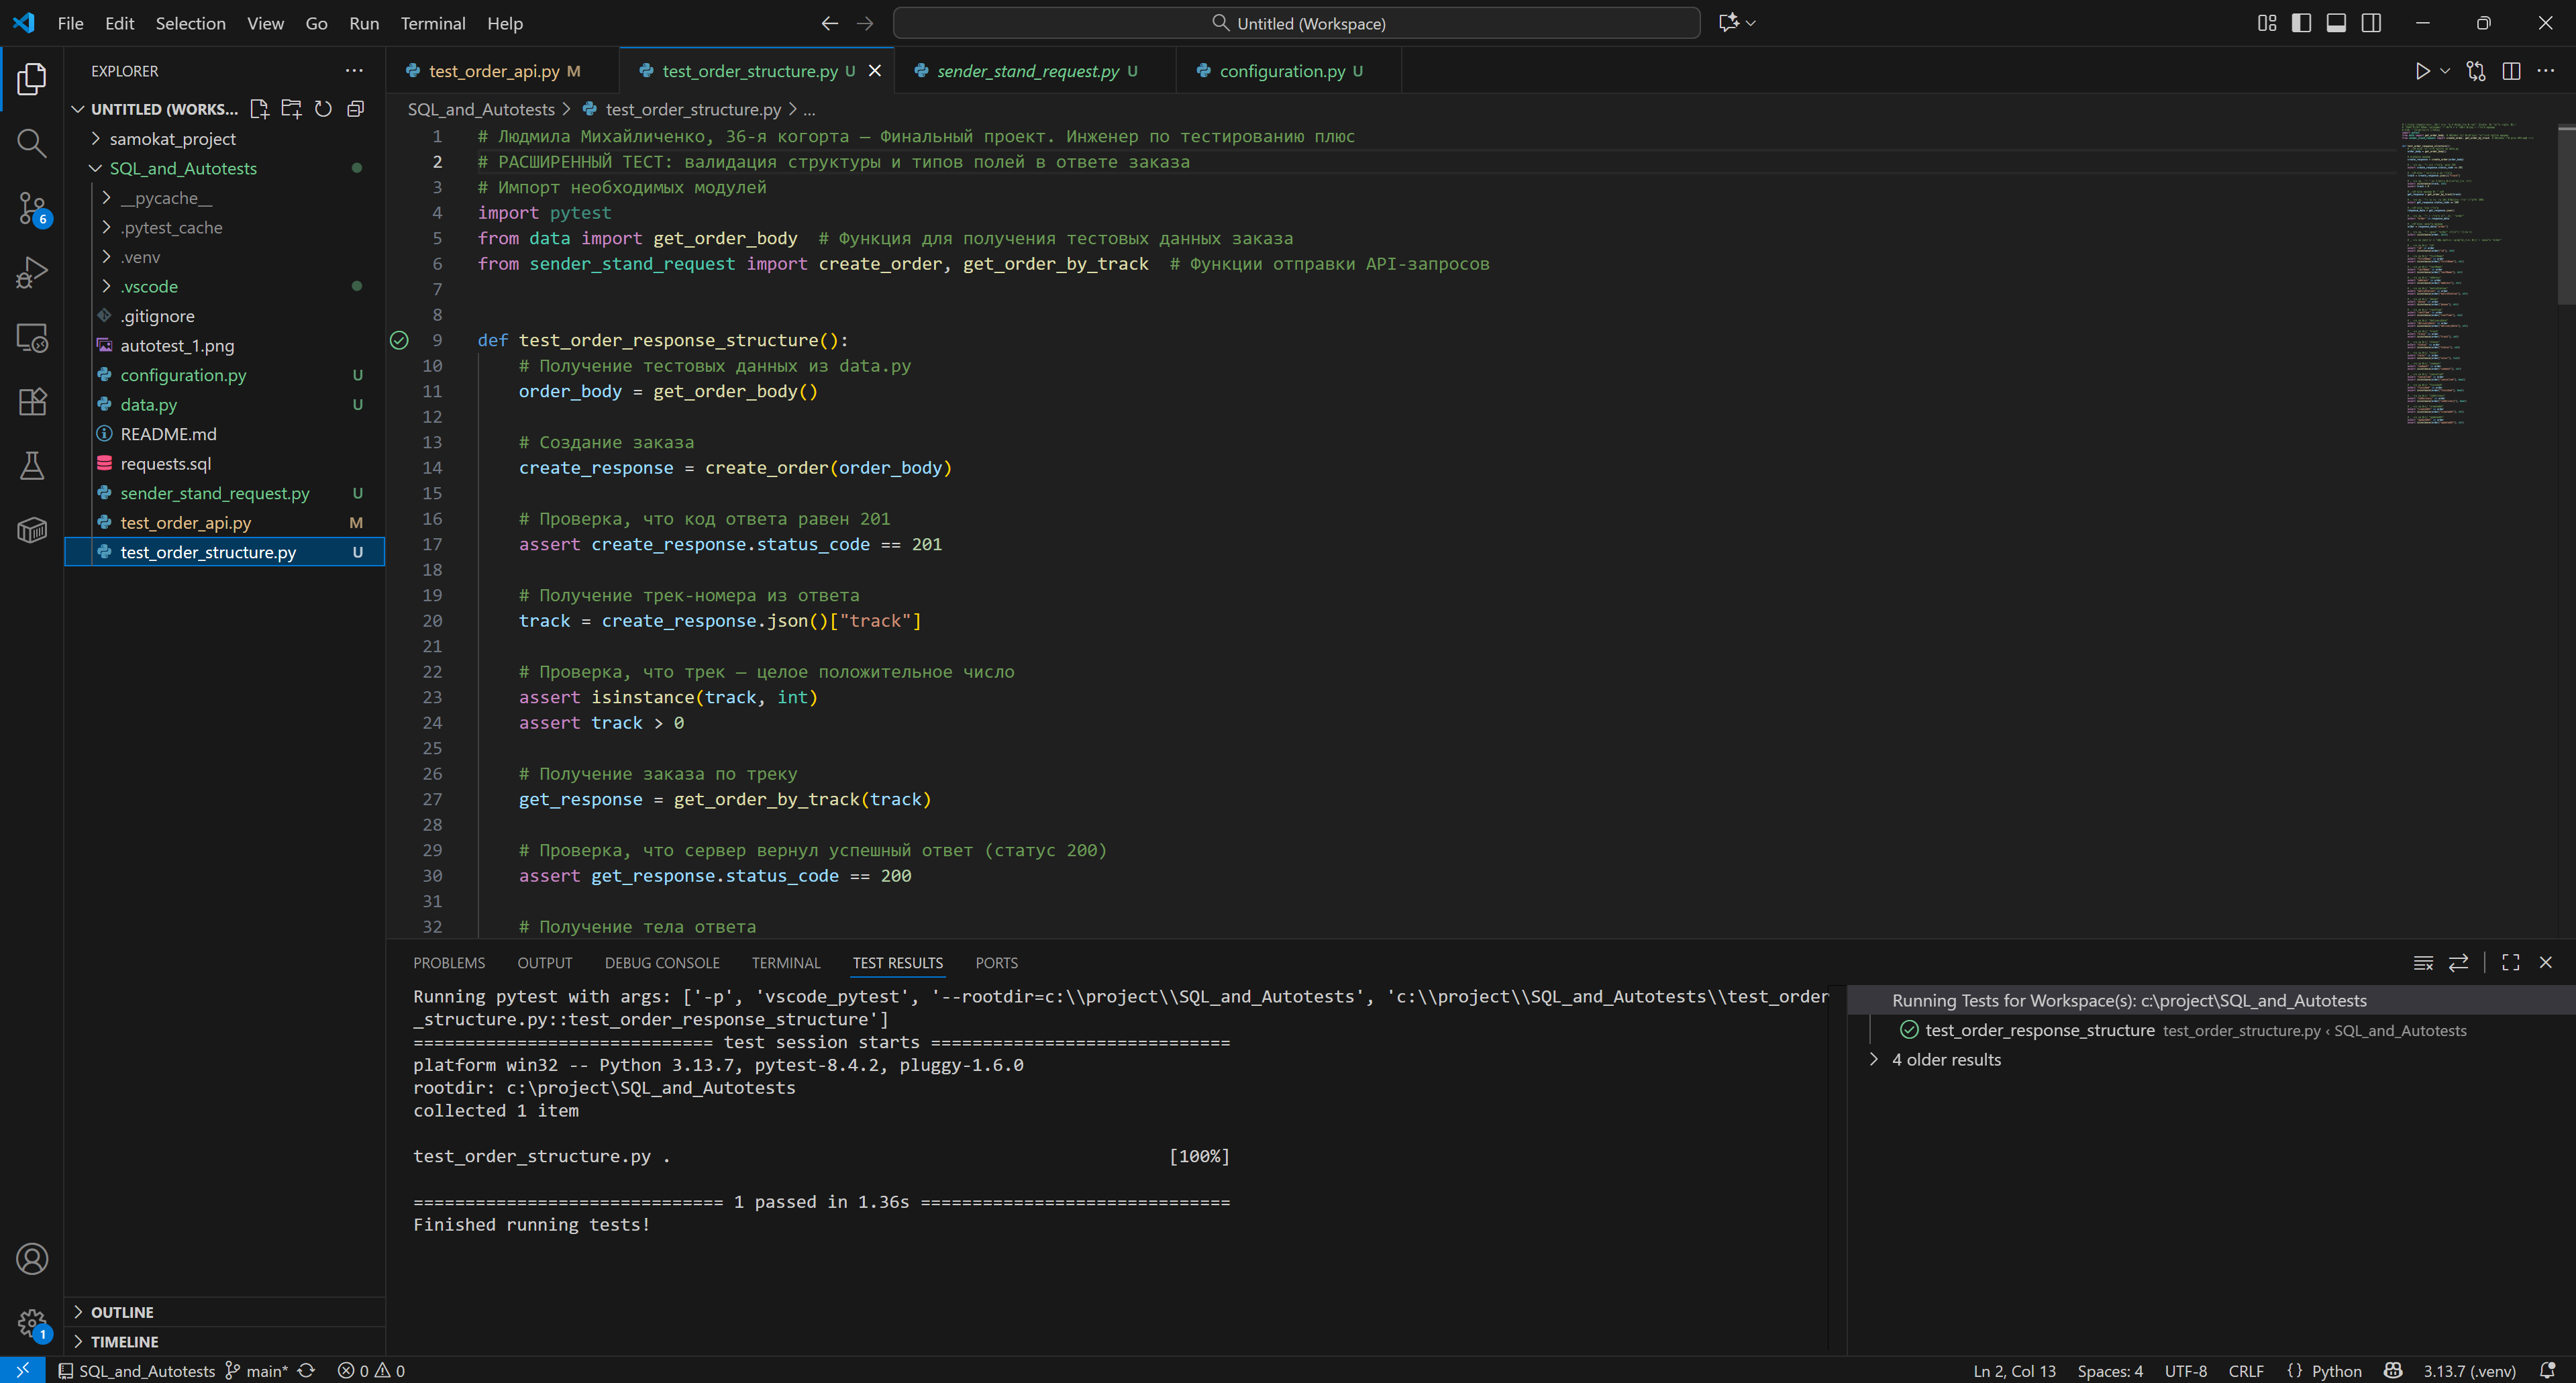 File Edit Selection View Go Run Terminal Help
Untitled (Workspace)
EXPLORER
UNTITLED (WORKS...
samokat_project
SQL_and_Autotests
__pycache__
.pytest_cache
.venv
.vscode
.gitignore
autotest_1.png
configuration.py U
data.py U
README.md
requests.sql
sender_stand_request.py U
test_order_api.py M
test_order_structure.py U
OUTLINE
TIMELINE
6
1
test_order_api.py M test_order_structure.py U sender_stand_request.py U configuration.py U
SQL_and_Autotests > test_order_structure.py > ...
1 # Людмила Михайличенко, 36-я когорта — Финальный проект. Инженер по тестированию плюс
2 # РАСШИРЕННЫЙ ТЕСТ: валидация структуры и типов полей в ответе заказа
3 # Импорт необходимых модулей
4 import pytest
5 from data import get_order_body  # Функция для получения тестовых данных заказа
6 from sender_stand_request import create_order, get_order_by_track  # Функции отправки API-запросов
7
8
9 def test_order_response_structure():
10 # Получение тестовых данных из data.py
11 order_body = get_order_body()
12
13 # Создание заказа
14 create_response = create_order(order_body)
15
16 # Проверка, что код ответа равен 201
17 assert create_response.status_code == 201
18
19 # Получение трек-номера из ответа
20 track = create_response.json()["track"]
21
22 # Проверка, что трек — целое положительное число
23 assert isinstance(track, int)
24 assert track > 0
25
26 # Получение заказа по треку
27 get_response = get_order_by_track(track)
28
29 # Проверка, что сервер вернул успешный ответ (статус 200)
30 assert get_response.status_code == 200
31
32 # Получение тела ответа
PROBLEMS OUTPUT DEBUG CONSOLE TERMINAL TEST RESULTS PORTS
Running pytest with args: ['-p', 'vscode_pytest', '--rootdir=c:\\project\\SQL_and_Autotests', 'c:\\project\\SQL_and_Autotests\\test_order
_structure.py::test_order_response_structure']
============================= test session starts =============================
platform win32 -- Python 3.13.7, pytest-8.4.2, pluggy-1.6.0
rootdir: c:\project\SQL_and_Autotests
collected 1 item
test_order_structure.py . [100%]
============================== 1 passed in 1.36s ==============================
Finished running tests!
Running Tests for Workspace(s): c:\project\SQL_and_Autotests
test_order_response_structure test_order_structure.py ‹ SQL_and_Autotests
4 older results
SQL_and_Autotests main* 0 0 Ln 2, Col 13 Spaces: 4 UTF-8 CRLF {} Python 3.13.7 (.venv)